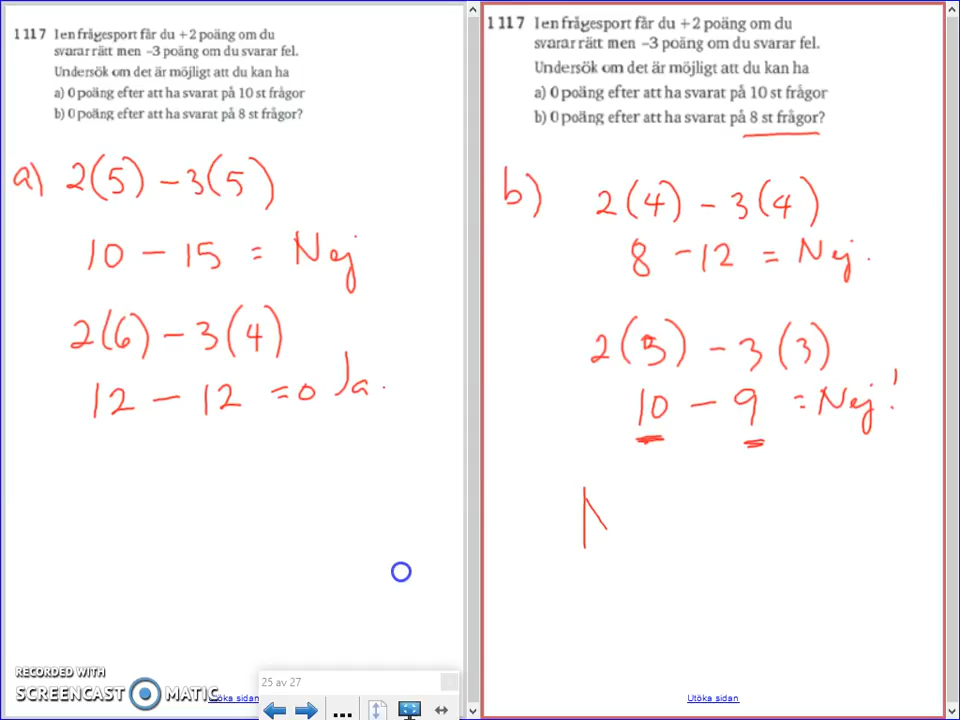 1117 I en frågesport får du +2 poäng om du
svarar rätt men –3 poäng om du svarar fel.
Undersök om det är möjligt att du kan ha
a) 0 poäng efter att ha svarat på 10 st frågor
b) 0 poäng efter att ha svarat på 8 st frågor?
a) 2(5) – 3(5)
10 – 15 = Nej
2(6) – 3(4)
12 – 12 = 0 Ja.
RECORDED WITH
SCREENCAST MATIC
Utöka sidan
25 av 27
1117 I en frågesport får du +2 poäng om du
svarar rätt men –3 poäng om du svarar fel.
Undersök om det är möjligt att du kan ha
a) 0 poäng efter att ha svarat på 10 st frågor
b) 0 poäng efter att ha svarat på 8 st frågor?
b) 2(4) – 3(4)
8 – 12 = Nej.
2(5) – 3(3)
10 – 9 = Nej!
N
Utöka sidan